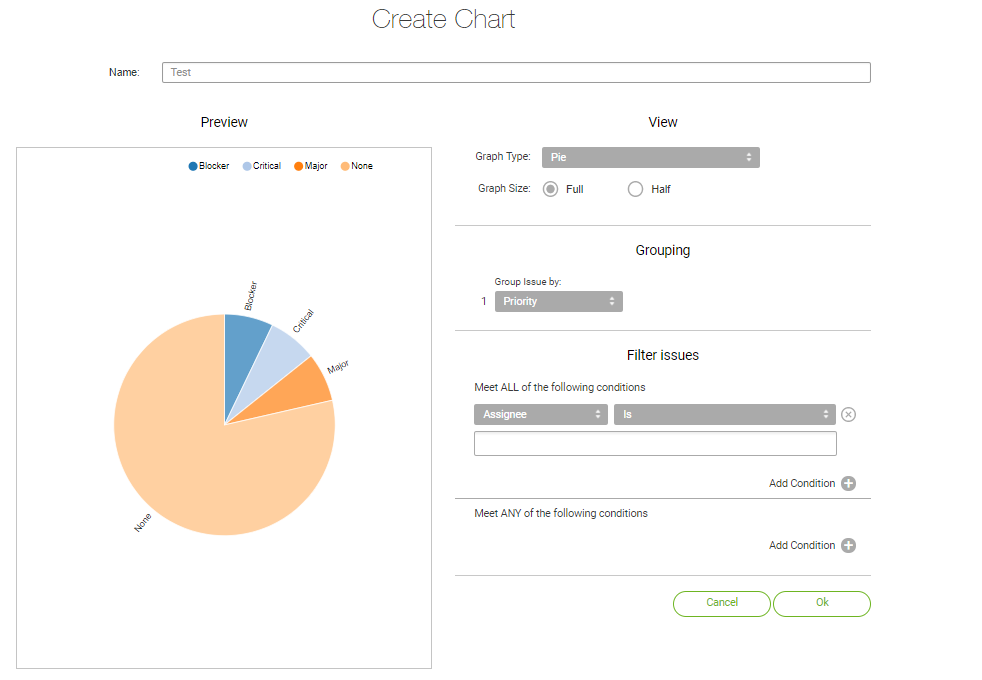 Create Chart
Name: Test
Preview
Blocker Critical Major None
Blocker
Critical
Major
None
View
Graph Type: Pie
Graph Size: Full Half
Grouping
Group Issue by:
1 Priority
Filter issues
Meet ALL of the following conditions
Assignee Is
Add Condition
Meet ANY of the following conditions
Add Condition
Cancel Ok